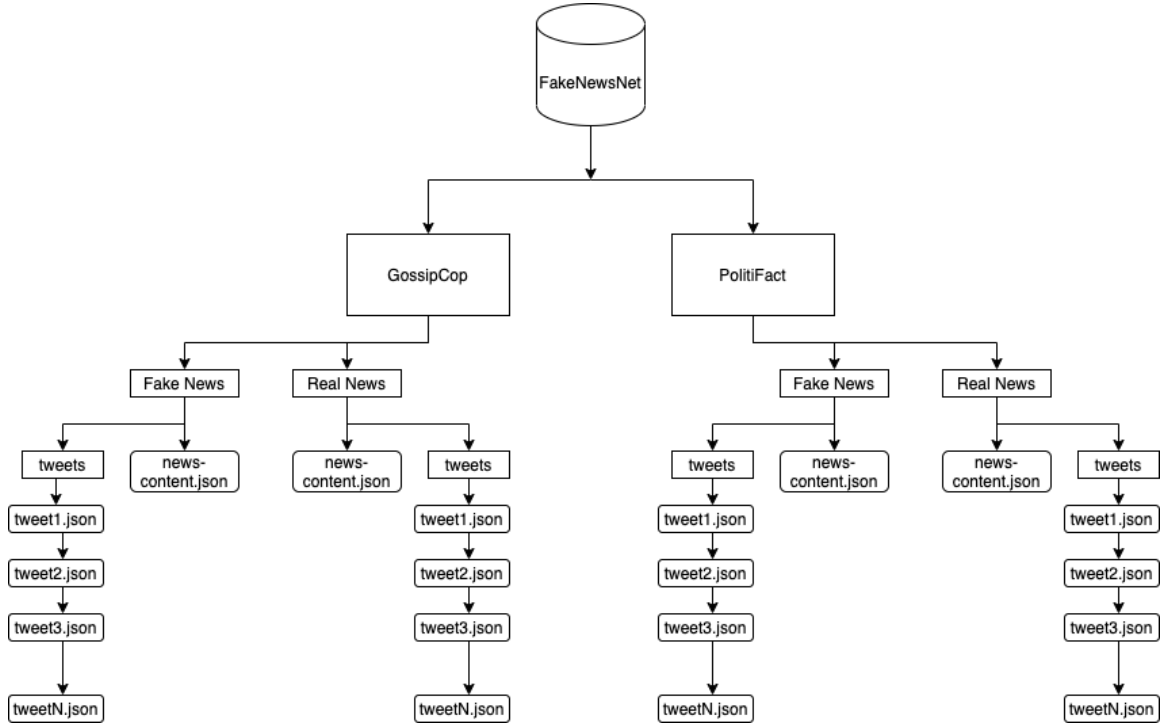 FakeNewsNet
GossipCop
PolitiFact
Fake News
Real News
Fake News
Real News
tweets
news-
content.json
news-
content.json
tweets
tweets
news-
content.json
news-
content.json
tweets
tweet1.json
tweet1.json
tweet1.json
tweet1.json
tweet2.json
tweet2.json
tweet2.json
tweet2.json
tweet3.json
tweet3.json
tweet3.json
tweet3.json
tweetN.json
tweetN.json
tweetN.json
tweetN.json